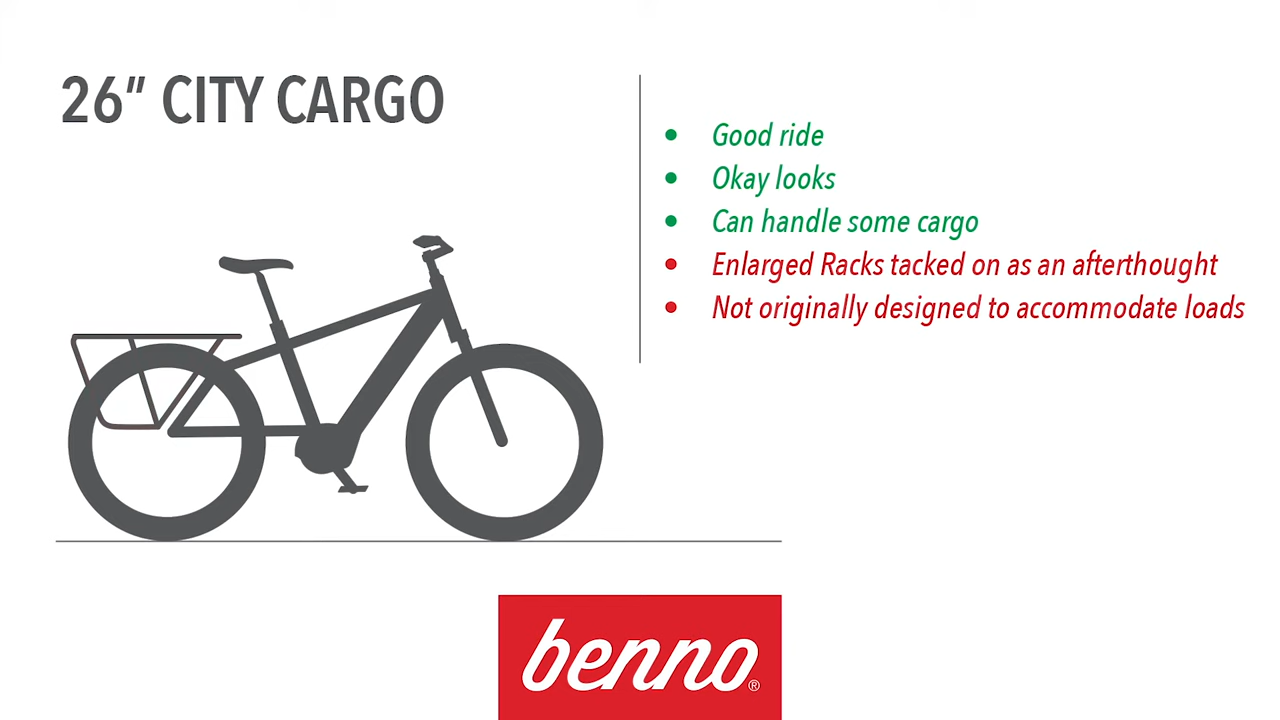 26″ CITY CARGO
Good ride
Okay looks
Can handle some cargo
Enlarged Racks tacked on as an afterthought
Not originally designed to accommodate loads
benno®